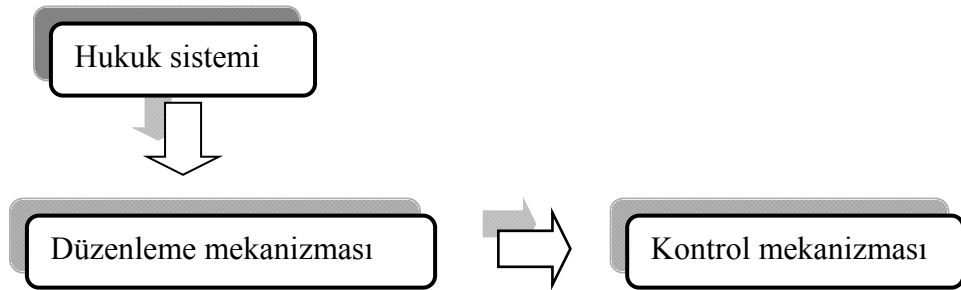 Hukuk sistemi
Düzenleme mekanizması
Kontrol mekanizması